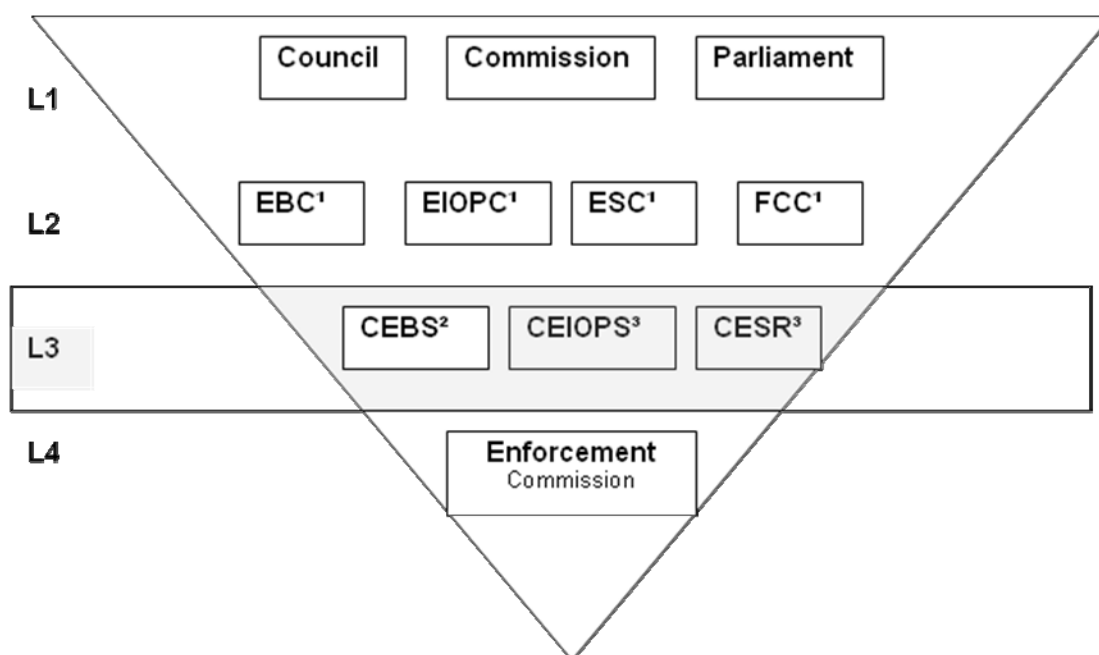 Council Commission Parliament
L1
EBC¹ EIOPC¹ ESC¹ FCC¹
L2
CEBS² CEIOPS³ CESR³
L3
L4
Enforcement
Commission